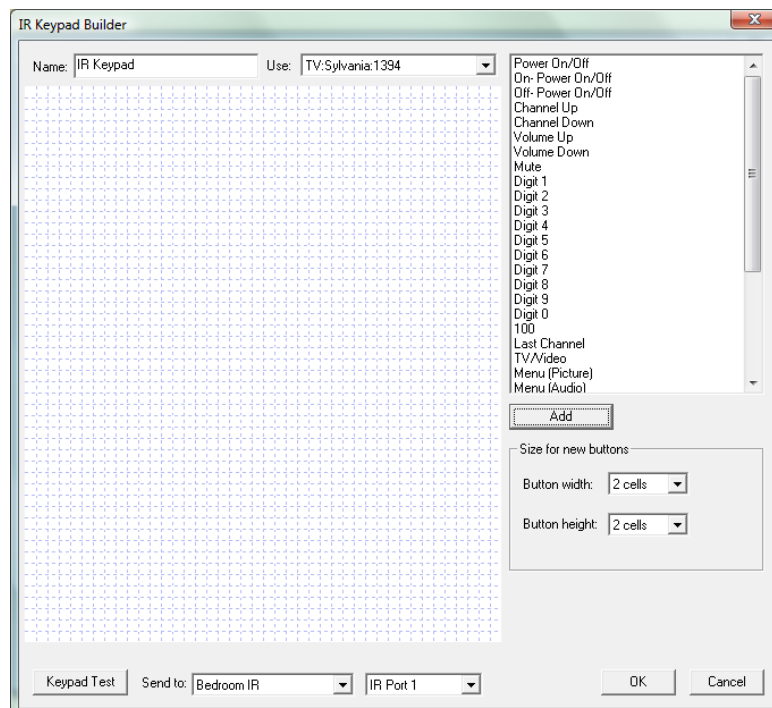 IR Keypad Builder
Name: IR Keypad Use: TV:Sylvania:1394
Power On/Off
On- Power On/Off
Off- Power On/Off
Channel Up
Channel Down
Volume Up
Volume Down
Mute
Digit 1
Digit 2
Digit 3
Digit 4
Digit 5
Digit 6
Digit 7
Digit 8
Digit 9
Digit 0
100
Last Channel
TV/Video
Menu (Picture)
Menu (Audio)
Add
Size for new buttons
Button width: 2 cells
Button height: 2 cells
Keypad Test Send to: Bedroom IR IR Port 1 OK Cancel